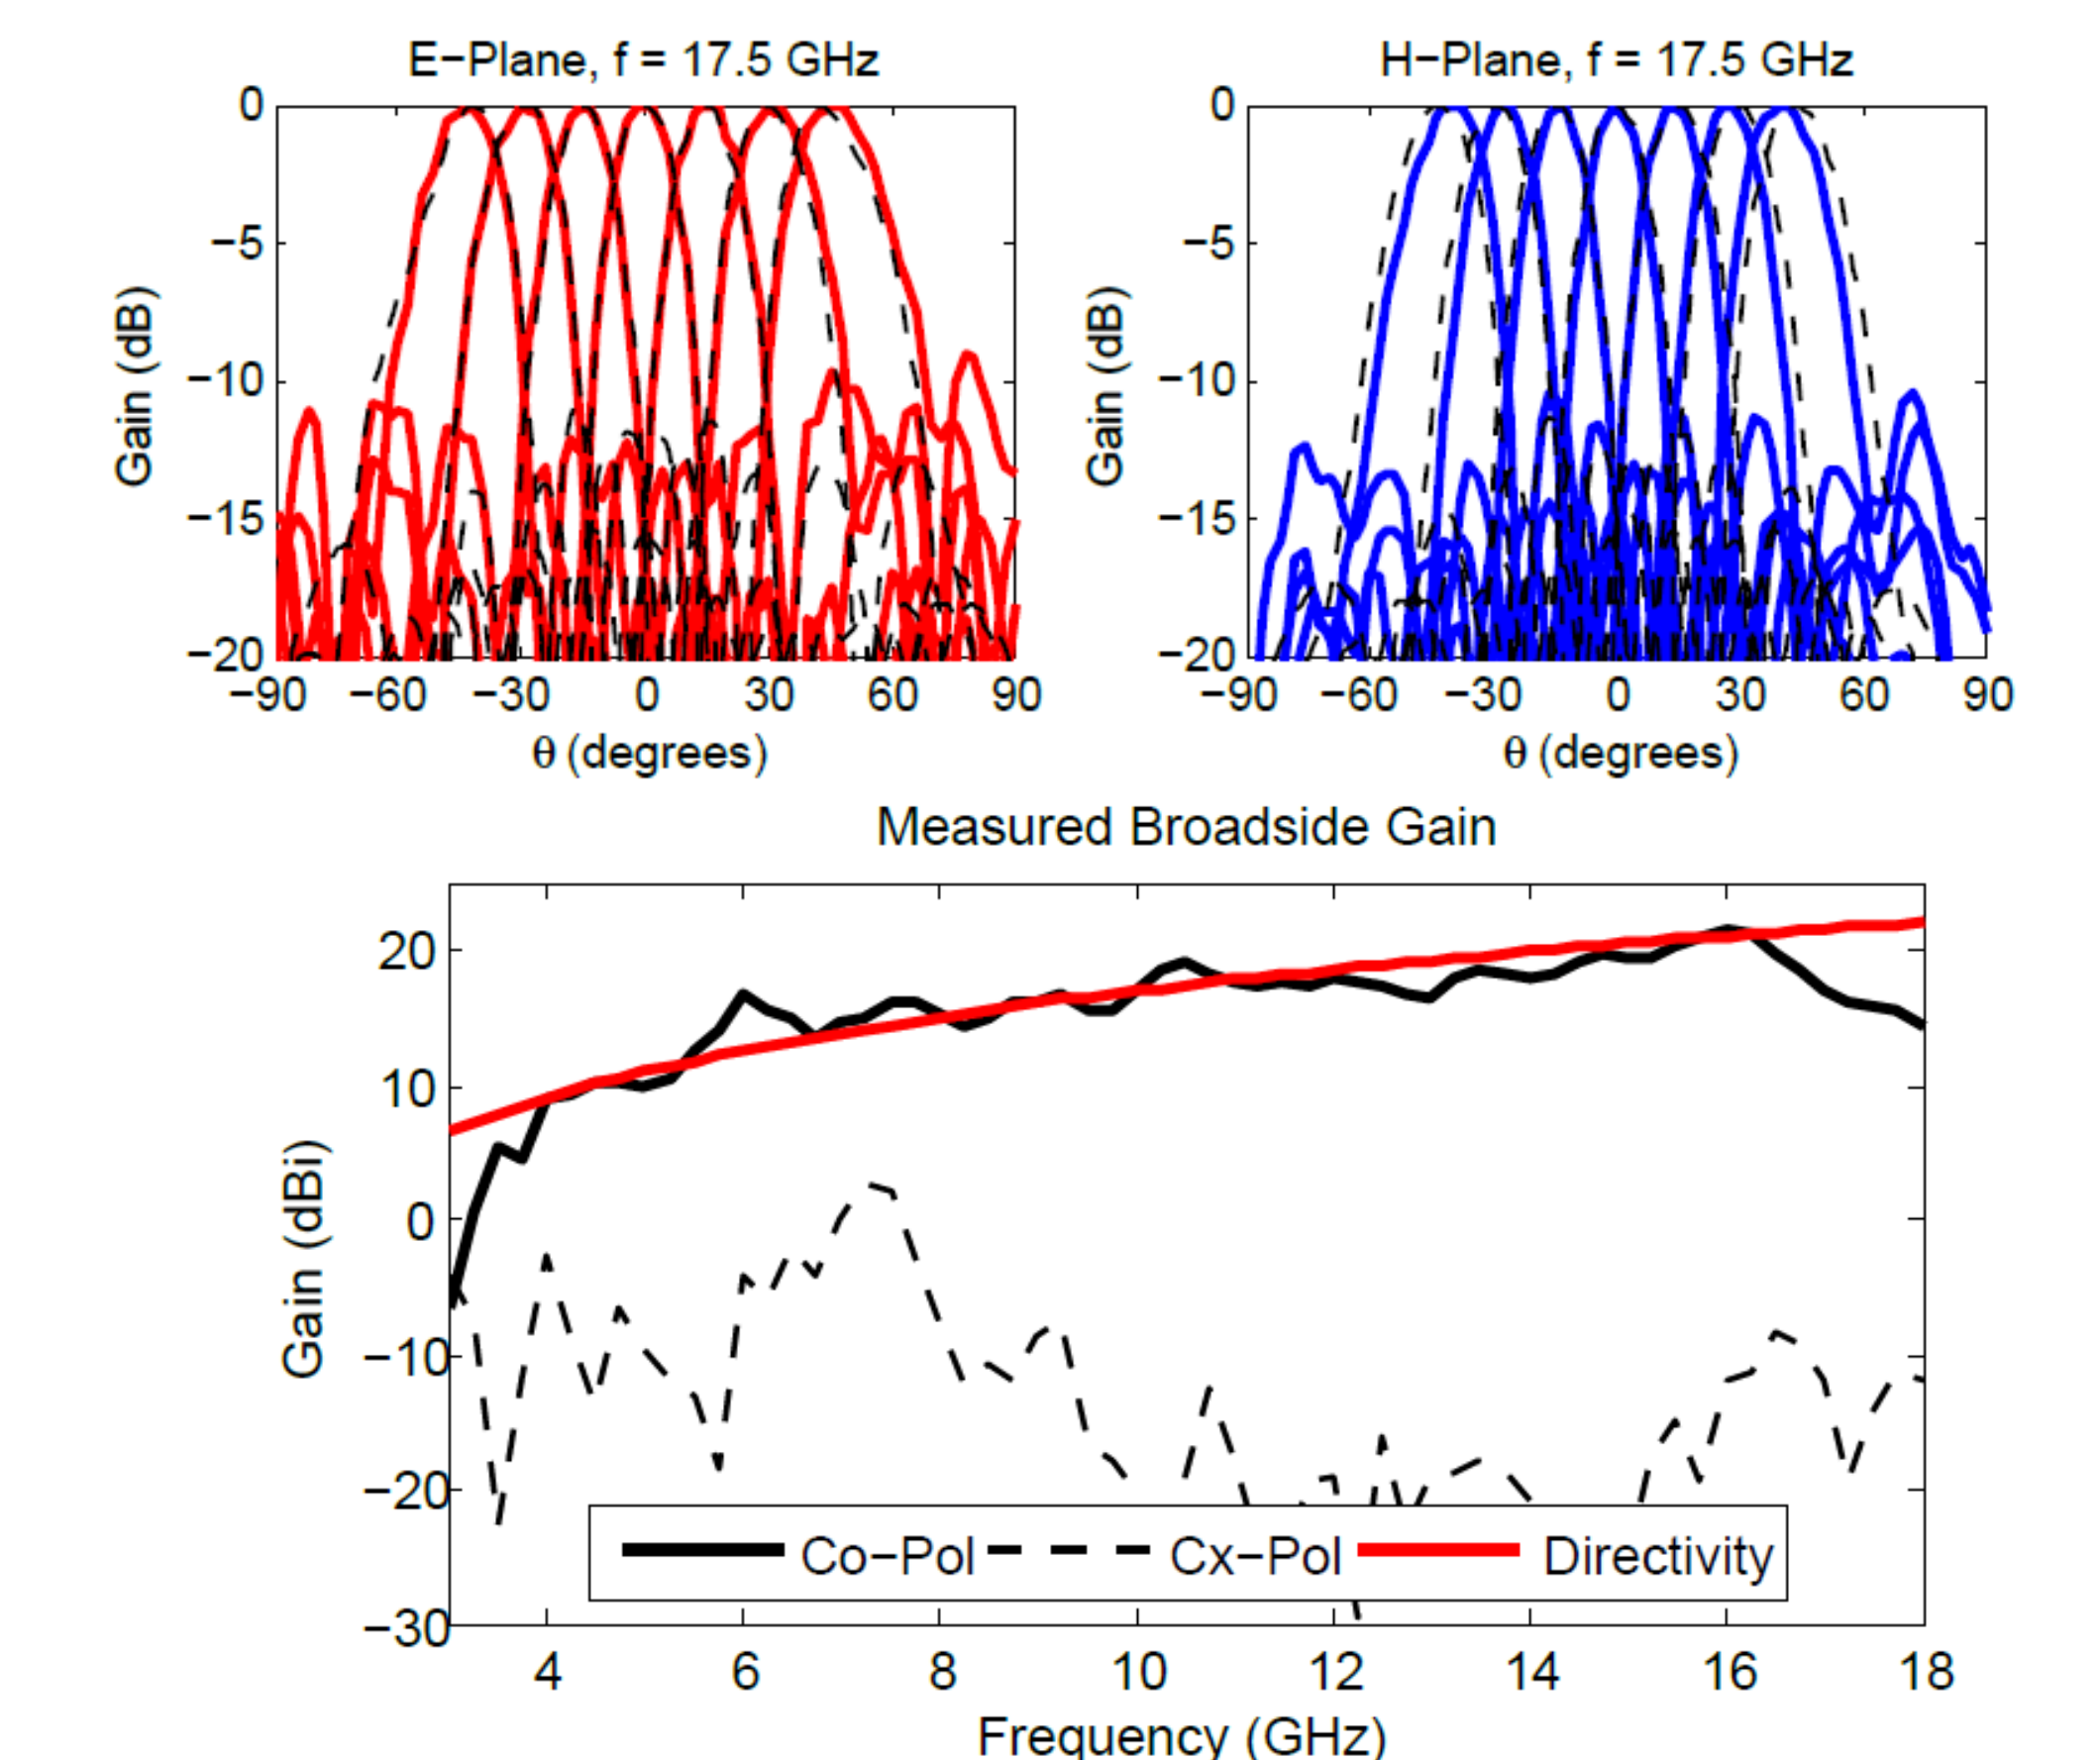 E−Plane, f = 17.5 GHz
0
−5
−10
−15
−20
Gain (dB)
−90 −60 −30 0 30 60 90
θ (degrees)
H−Plane, f = 17.5 GHz
0
−5
−10
−15
−20
Gain (dB)
−90 −60 −30 0 30 60 90
θ (degrees)
Measured Broadside Gain
20
10
0
−10
−20
−30
Gain (dBi)
Co−Pol Cx−Pol Directivity
4 6 8 10 12 14 16 18
Frequency (GHz)